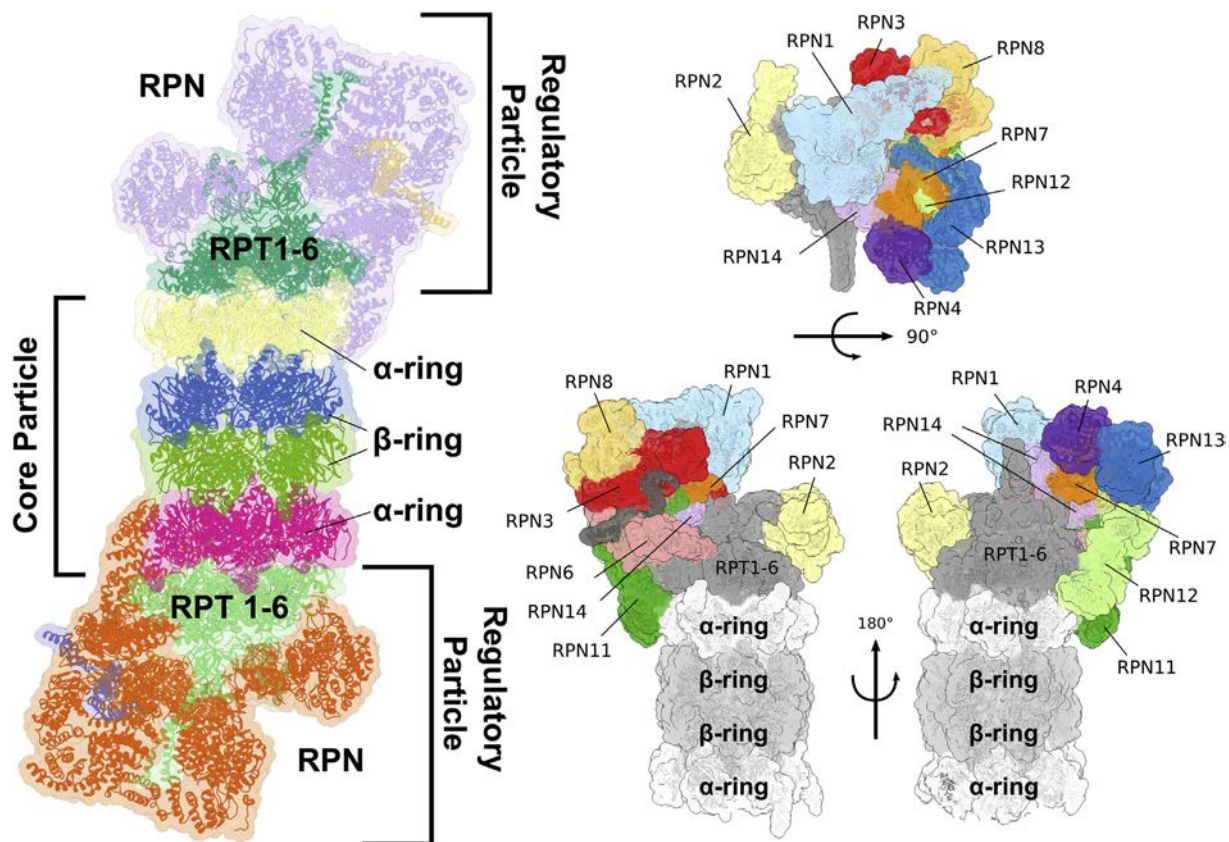 RPN
Regulatory
Particle
RPT1-6
Core Particle
α-ring
β-ring
α-ring
RPT 1-6
Regulatory
Particle
RPN
RPN3
RPN1
RPN8
RPN2
RPN7
RPN12
RPN13
RPN14
RPN4
90°
RPN8
RPN1
RPN7
RPN2
RPN3
RPT1-6
RPN6
RPN14
RPN11
α-ring
β-ring
β-ring
α-ring
180°
RPN1
RPN4
RPN14
RPN13
RPN2
RPN7
RPT1-6
RPN12
RPN11
α-ring
β-ring
β-ring
α-ring